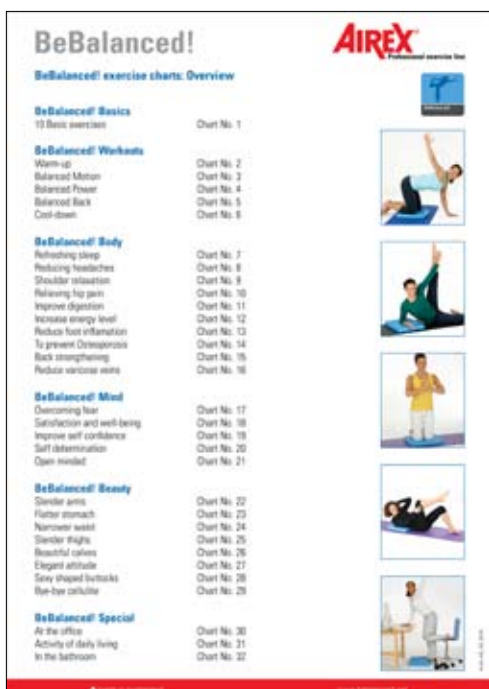 BeBalanced!
AIREX
Professional exercise line
BeBalanced! exercise charts: Overview
BeBalanced! Basics
10 Basic exercises Chart No. 1
BeBalanced! Workouts
Warm-up Chart No. 2
Balanced Motion Chart No. 3
Balanced Power Chart No. 4
Balanced Back Chart No. 5
Cool-down Chart No. 6
BeBalanced! Body
Refreshing sleep Chart No. 7
Reducing headaches Chart No. 8
Shoulder relaxation Chart No. 9
Relieving hip pain Chart No. 10
Improve digestion Chart No. 11
Increase energy level Chart No. 12
Reduce foot inflamation Chart No. 13
To prevent Osteoporosis Chart No. 14
Back strengthening Chart No. 15
Reduce varicose veins Chart No. 16
BeBalanced! Mind
Overcoming fear Chart No. 17
Satisfaction and well-being Chart No. 18
Improve self confidence Chart No. 19
Self determination Chart No. 20
Open minded Chart No. 21
BeBalanced! Beauty
Slender arms Chart No. 22
Flatter stomach Chart No. 23
Narrower waist Chart No. 24
Slender thighs Chart No. 25
Beautiful calves Chart No. 26
Elegant attitude Chart No. 27
Sexy shaped buttocks Chart No. 28
Bye-bye cellulite Chart No. 29
BeBalanced! Special
At the office Chart No. 30
Activity of daily living Chart No. 31
In the bathroom Chart No. 32